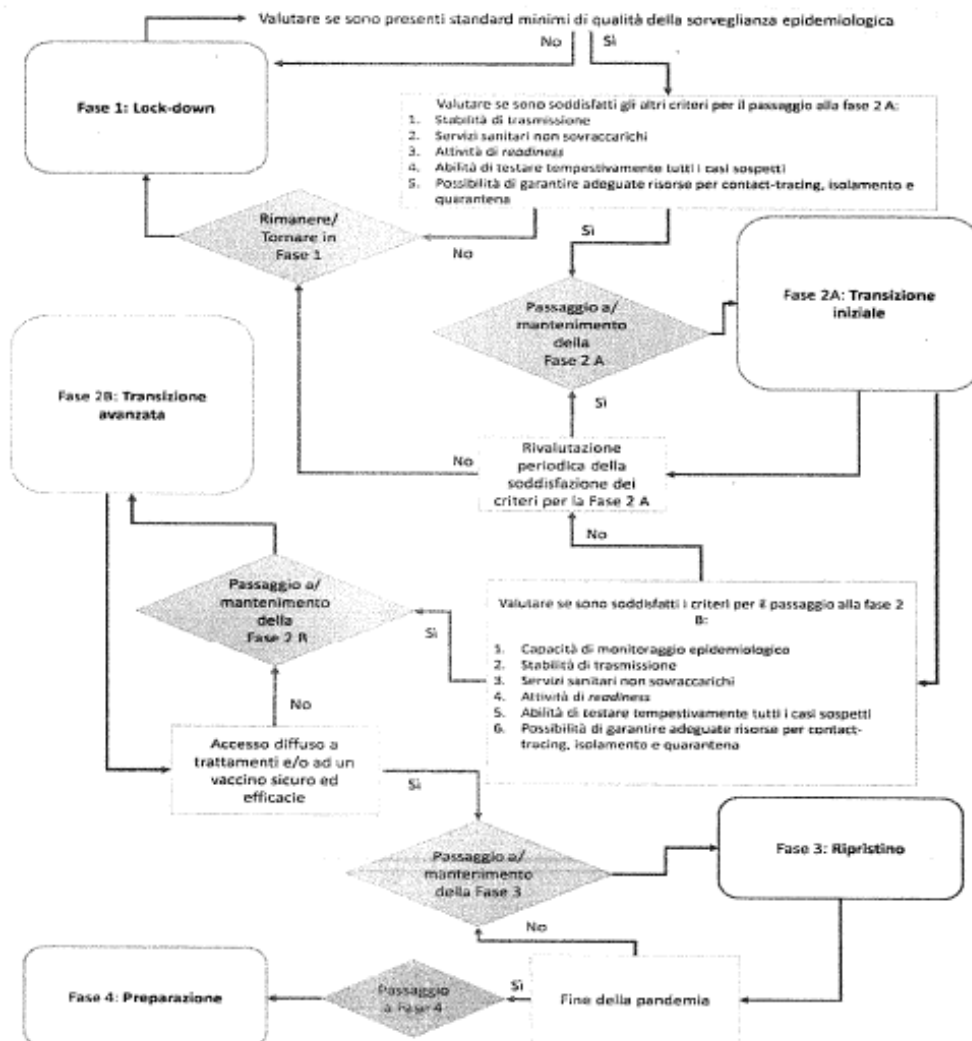 Valutare se sono presenti standard minimi di qualità della sorveglianza epidemiologica
No
Sì
Fase 1: Lock-down
Valutare se sono soddisfatti gli altri criteri per il passaggio alla fase 2 A:
1. Stabilità di trasmissione
2. Servizi sanitari non sovraccarichi
3. Attività di readiness
4. Abilità di testare tempestivamente tutti i casi sospetti
5. Possibilità di garantire adeguate risorse per contact-tracing, isolamento e
quarantena
Rimanere/
Tornare in
Fase 1
No
Sì
Passaggio a/
mantenimento
della
Fase 2 A
Fase 2A: Transizione
iniziale
Fase 2B: Transizione
avanzata
Sì
No
Rivalutazione
periodica della
soddisfazione dei
criteri per la Fase 2 A
No
Passaggio a/
mantenimento
della
Fase 2 B
Sì
Valutare se sono soddisfatti i criteri per il passaggio alla fase 2
B:
1. Capacità di monitoraggio epidemiologico
2. Stabilità di trasmissione
3. Servizi sanitari non sovraccarichi
4. Attività di readiness
5. Abilità di testare tempestivamente tutti i casi sospetti
6. Possibilità di garantire adeguate risorse per contact-
tracing, isolamento e quarantena
No
Accesso diffuso a
trattamenti e/o ad un
vaccino sicuro ed
efficacie
Sì
Passaggio a/
mantenimento
della Fase 3
Fase 3: Ripristino
No
Fase 4: Preparazione
Passaggio
a Fase 4
Sì
Fine della pandemia